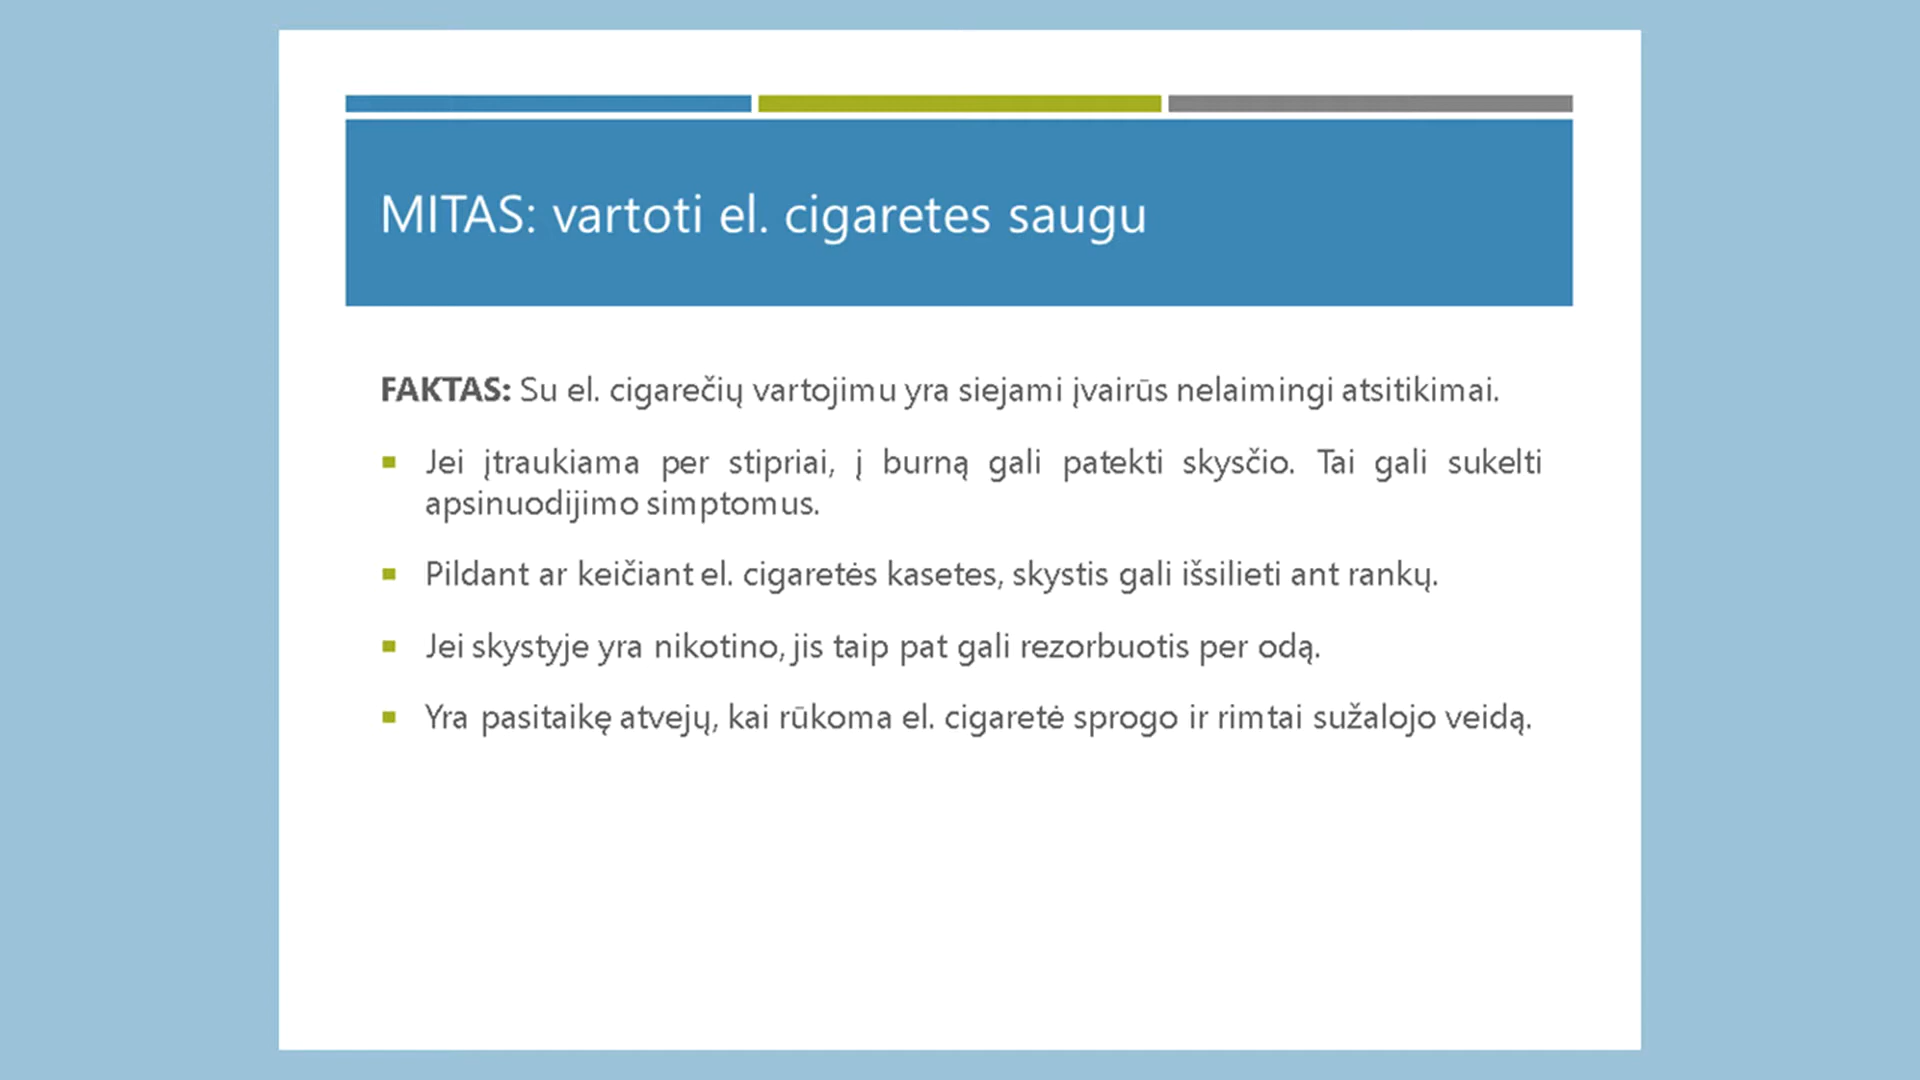 MITAS: vartoti el. cigaretes saugu
FAKTAS: Su el. cigarečių vartojimu yra siejami įvairūs nelaimingi atsitikimai.
Jei įtraukiama per stipriai, į burną gali patekti skysčio. Tai gali sukelti
apsinuodijimo simptomus.
Pildant ar keičiant el. cigaretės kasetes, skystis gali išsilieti ant rankų.
Jei skystyje yra nikotino, jis taip pat gali rezorbuotis per odą.
Yra pasitaikę atvejų, kai rūkoma el. cigaretė sprogo ir rimtai sužalojo veidą.